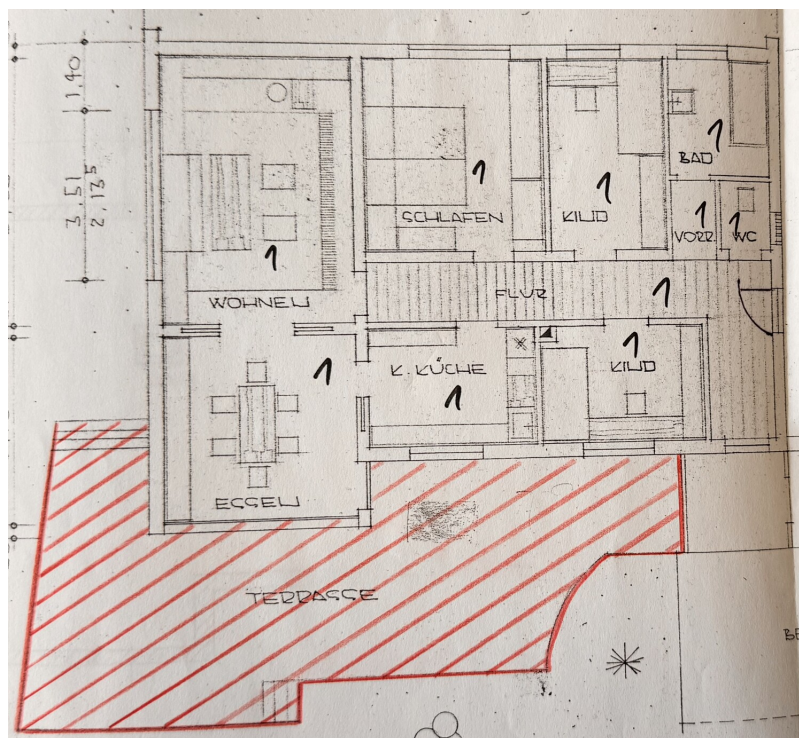 1,40
3,51
2,13⁵
BAD
1
SCHLAFEN
1
KIND
1
VORR.
1
WC
1
WOHNEN
1
FLUR
1
K. KÜCHE
1
KIND
1
ESSEN
1
TERRASSE